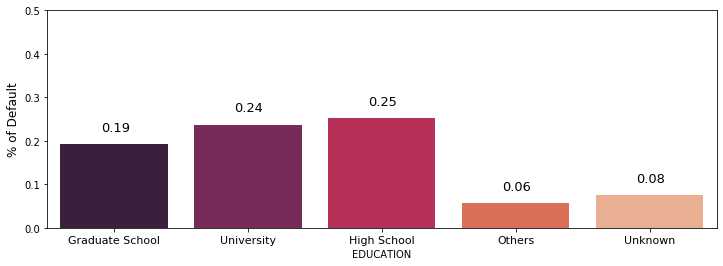 0.5
0.4
0.3
0.2
0.1
0.0
% of Default
0.19
0.24
0.25
0.06
0.08
Graduate School
University
High School
Others
Unknown
EDUCATION